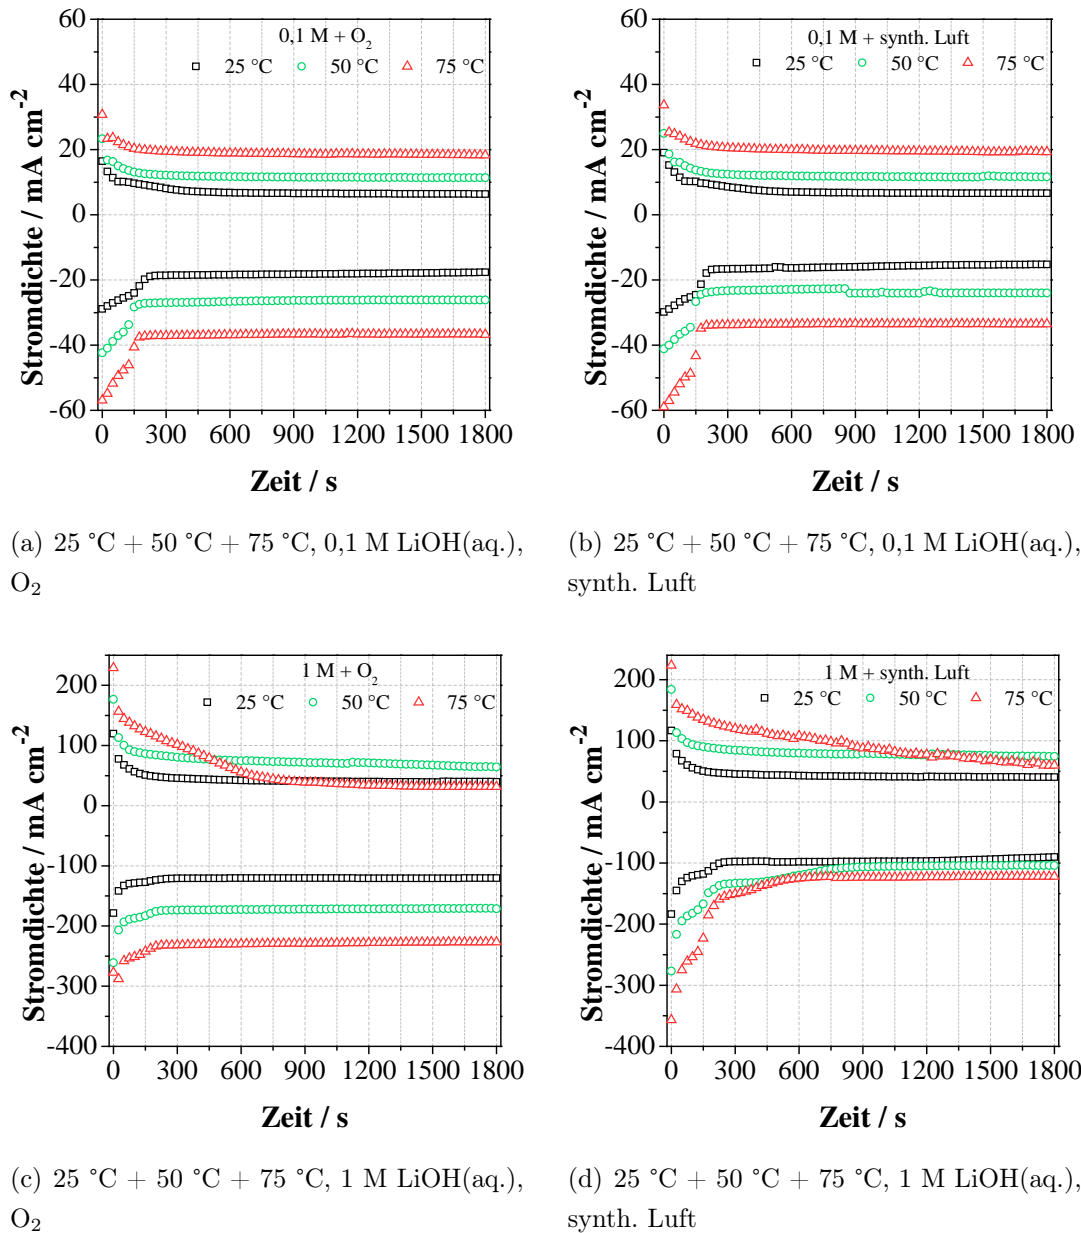 60
40
20
0
-20
-40
-60
Stromdichte / mA cm⁻²
0,1 M + O₂
25 °C 50 °C 75 °C
0 300 600 900 1200 1500 1800
Zeit / s
(a) 25 °C + 50 °C + 75 °C, 0,1 M LiOH(aq.),
O₂
60
40
20
0
-20
-40
-60
Stromdichte / mA cm⁻²
0,1 M + synth. Luft
25 °C 50 °C 75 °C
0 300 600 900 1200 1500 1800
Zeit / s
(b) 25 °C + 50 °C + 75 °C, 0,1 M LiOH(aq.),
synth. Luft
200
100
0
-100
-200
-300
-400
Stromdichte / mA cm⁻²
1 M + O₂
25 °C 50 °C 75 °C
0 300 600 900 1200 1500 1800
Zeit / s
(c) 25 °C + 50 °C + 75 °C, 1 M LiOH(aq.),
O₂
200
100
0
-100
-200
-300
-400
Stromdichte / mA cm⁻²
1 M + synth. Luft
25 °C 50 °C 75 °C
0 300 600 900 1200 1500 1800
Zeit / s
(d) 25 °C + 50 °C + 75 °C, 1 M LiOH(aq.),
synth. Luft